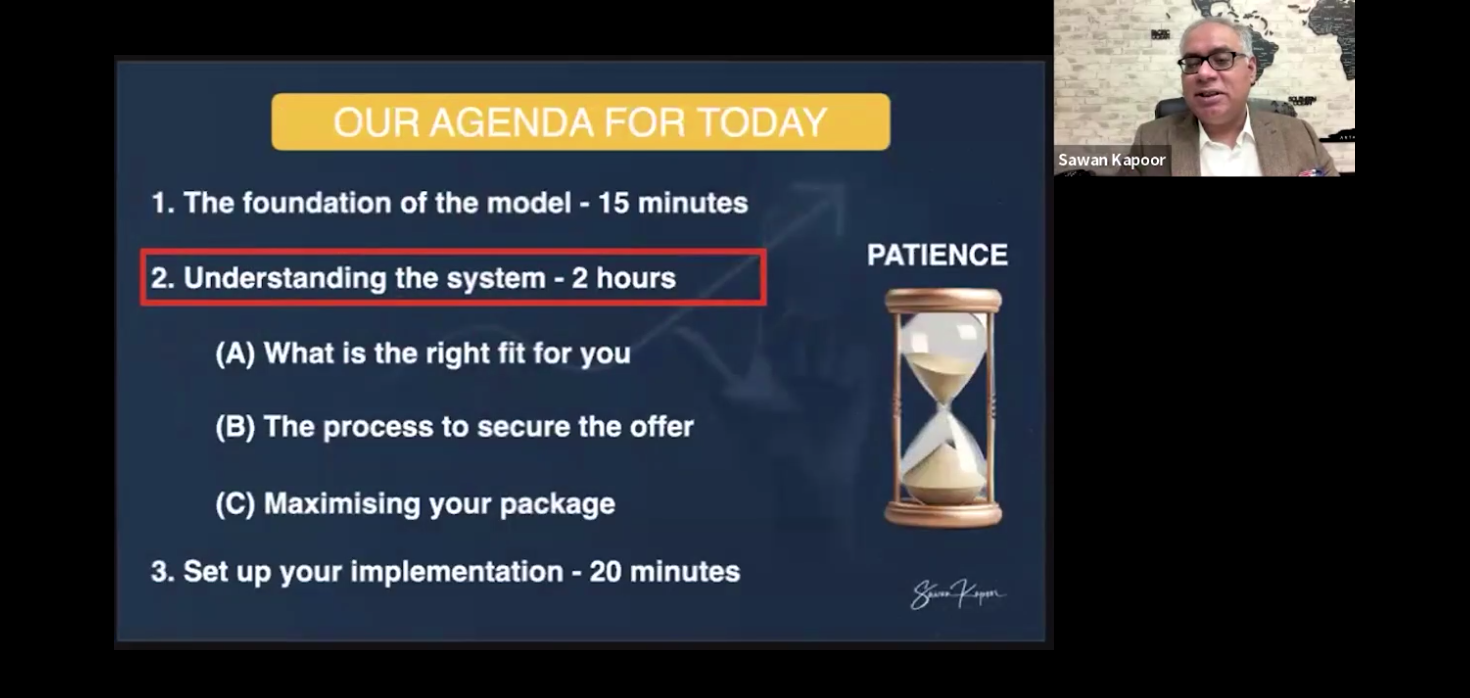 OUR AGENDA FOR TODAY
1. The foundation of the model - 15 minutes
2. Understanding the system - 2 hours
(A) What is the right fit for you
(B) The process to secure the offer
(C) Maximising your package
3. Set up your implementation - 20 minutes
PATIENCE
Sawan Kapoor
Sawan Kapoor